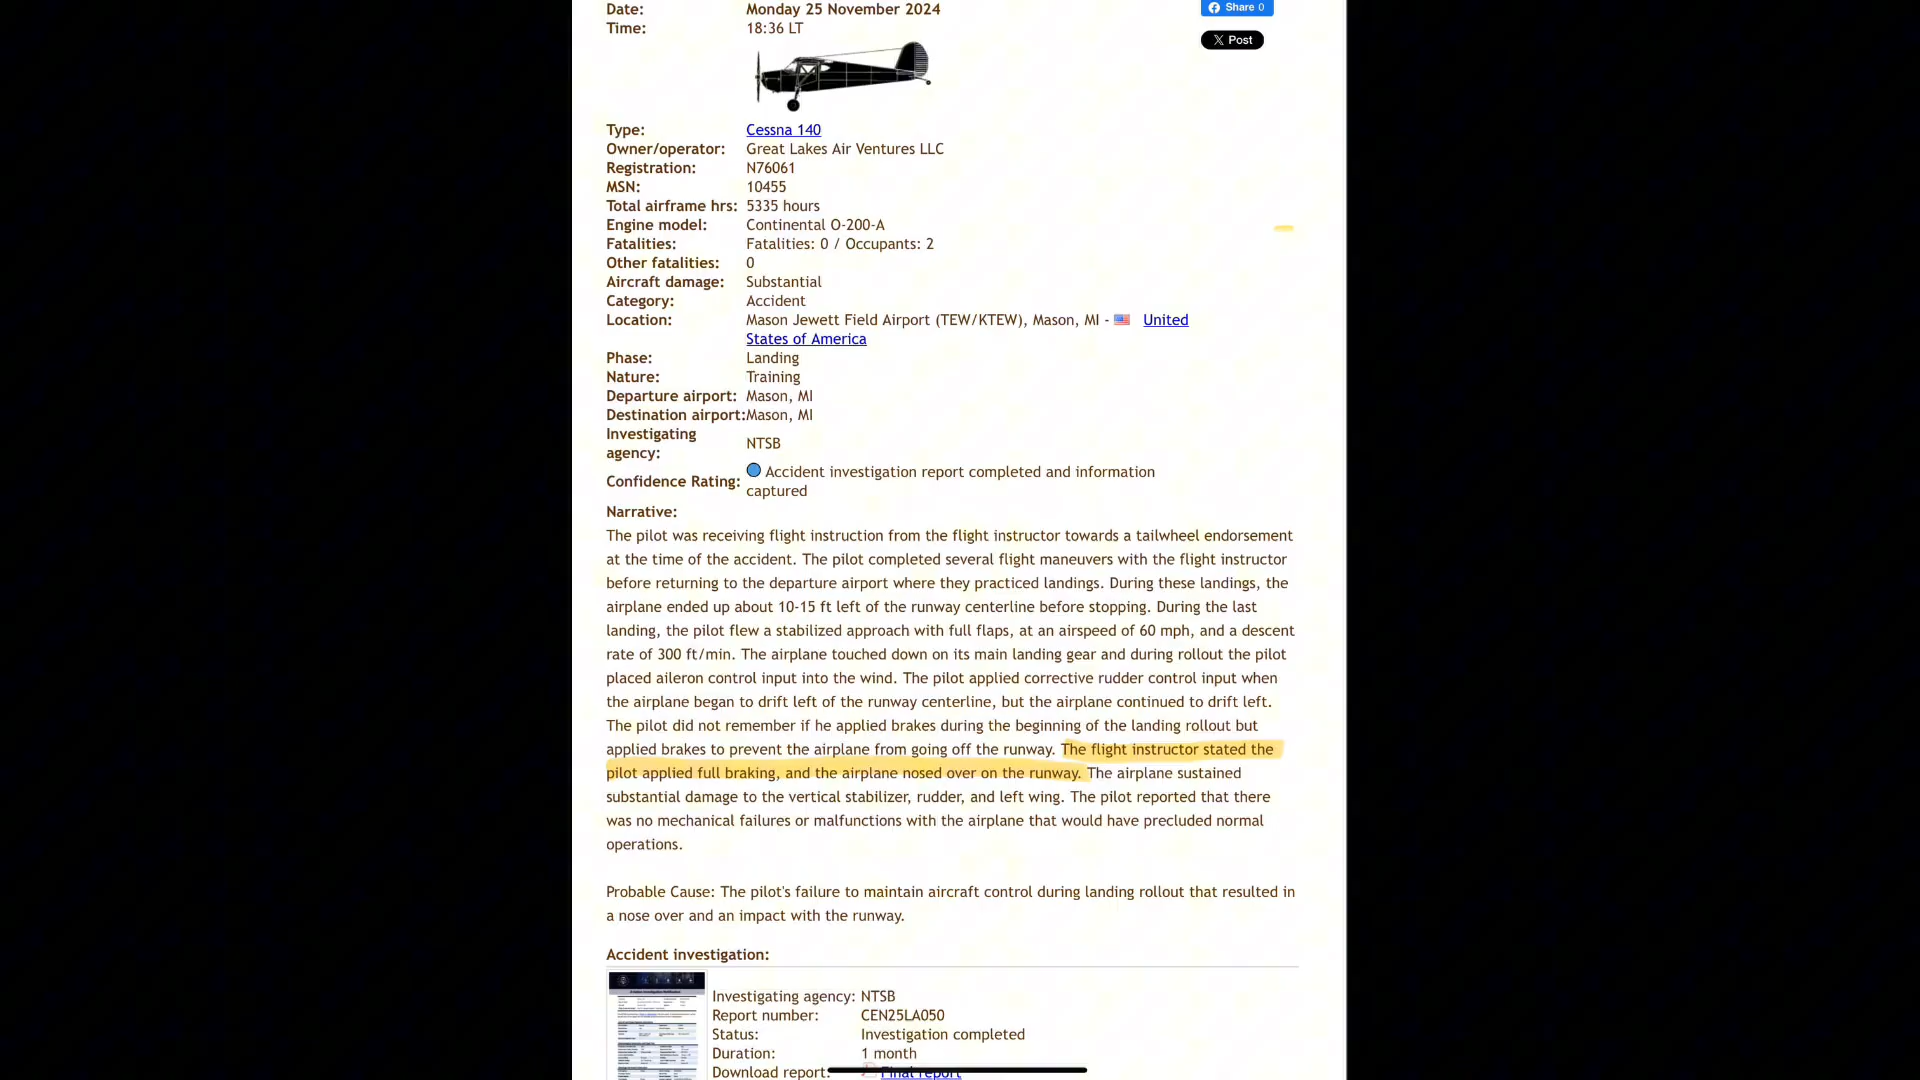 Date: Monday 25 November 2024
Share 0
Time: 18:36 LT
Post
Type: Cessna 140
Owner/operator: Great Lakes Air Ventures LLC
Registration: N76061
MSN: 10455
Total airframe hrs: 5335 hours
Engine model: Continental O-200-A
Fatalities: Fatalities: 0 / Occupants: 2
Other fatalities: 0
Aircraft damage: Substantial
Category: Accident
Location: Mason Jewett Field Airport (TEW/KTEW), Mason, MI - United
States of America
Phase: Landing
Nature: Training
Departure airport: Mason, MI
Destination airport: Mason, MI
Investigating
agency: NTSB
Confidence Rating: Accident investigation report completed and information
captured
Narrative:
The pilot was receiving flight instruction from the flight instructor towards a tailwheel endorsement
at the time of the accident. The pilot completed several flight maneuvers with the flight instructor
before returning to the departure airport where they practiced landings. During these landings, the
airplane ended up about 10-15 ft left of the runway centerline before stopping. During the last
landing, the pilot flew a stabilized approach with full flaps, at an airspeed of 60 mph, and a descent
rate of 300 ft/min. The airplane touched down on its main landing gear and during rollout the pilot
placed aileron control input into the wind. The pilot applied corrective rudder control input when
the airplane began to drift left of the runway centerline, but the airplane continued to drift left.
The pilot did not remember if he applied brakes during the beginning of the landing rollout but
applied brakes to prevent the airplane from going off the runway. The flight instructor stated the
pilot applied full braking, and the airplane nosed over on the runway. The airplane sustained
substantial damage to the vertical stabilizer, rudder, and left wing. The pilot reported that there
was no mechanical failures or malfunctions with the airplane that would have precluded normal
operations.
Probable Cause: The pilot's failure to maintain aircraft control during landing rollout that resulted in
a nose over and an impact with the runway.
Accident investigation:
Investigating agency: NTSB
Report number: CEN25LA050
Status: Investigation completed
Duration: 1 month
Download report: Final report